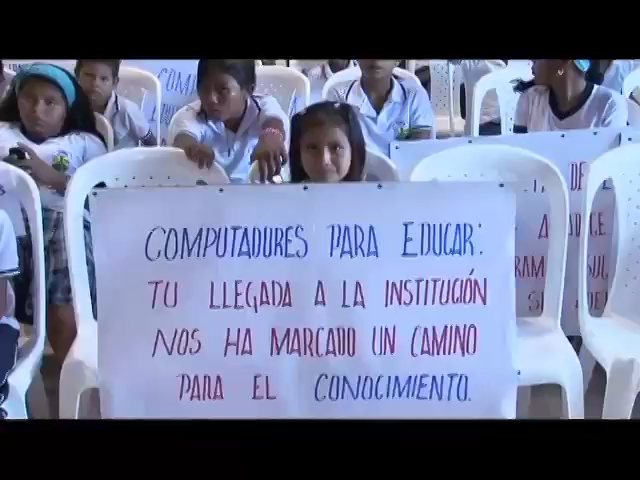 COMPUTADORES PARA EDUCAR:
TU LLEGADA A LA INSTITUCIÓN
NOS HA MARCADO UN CAMINO
PARA EL CONOCIMIENTO.